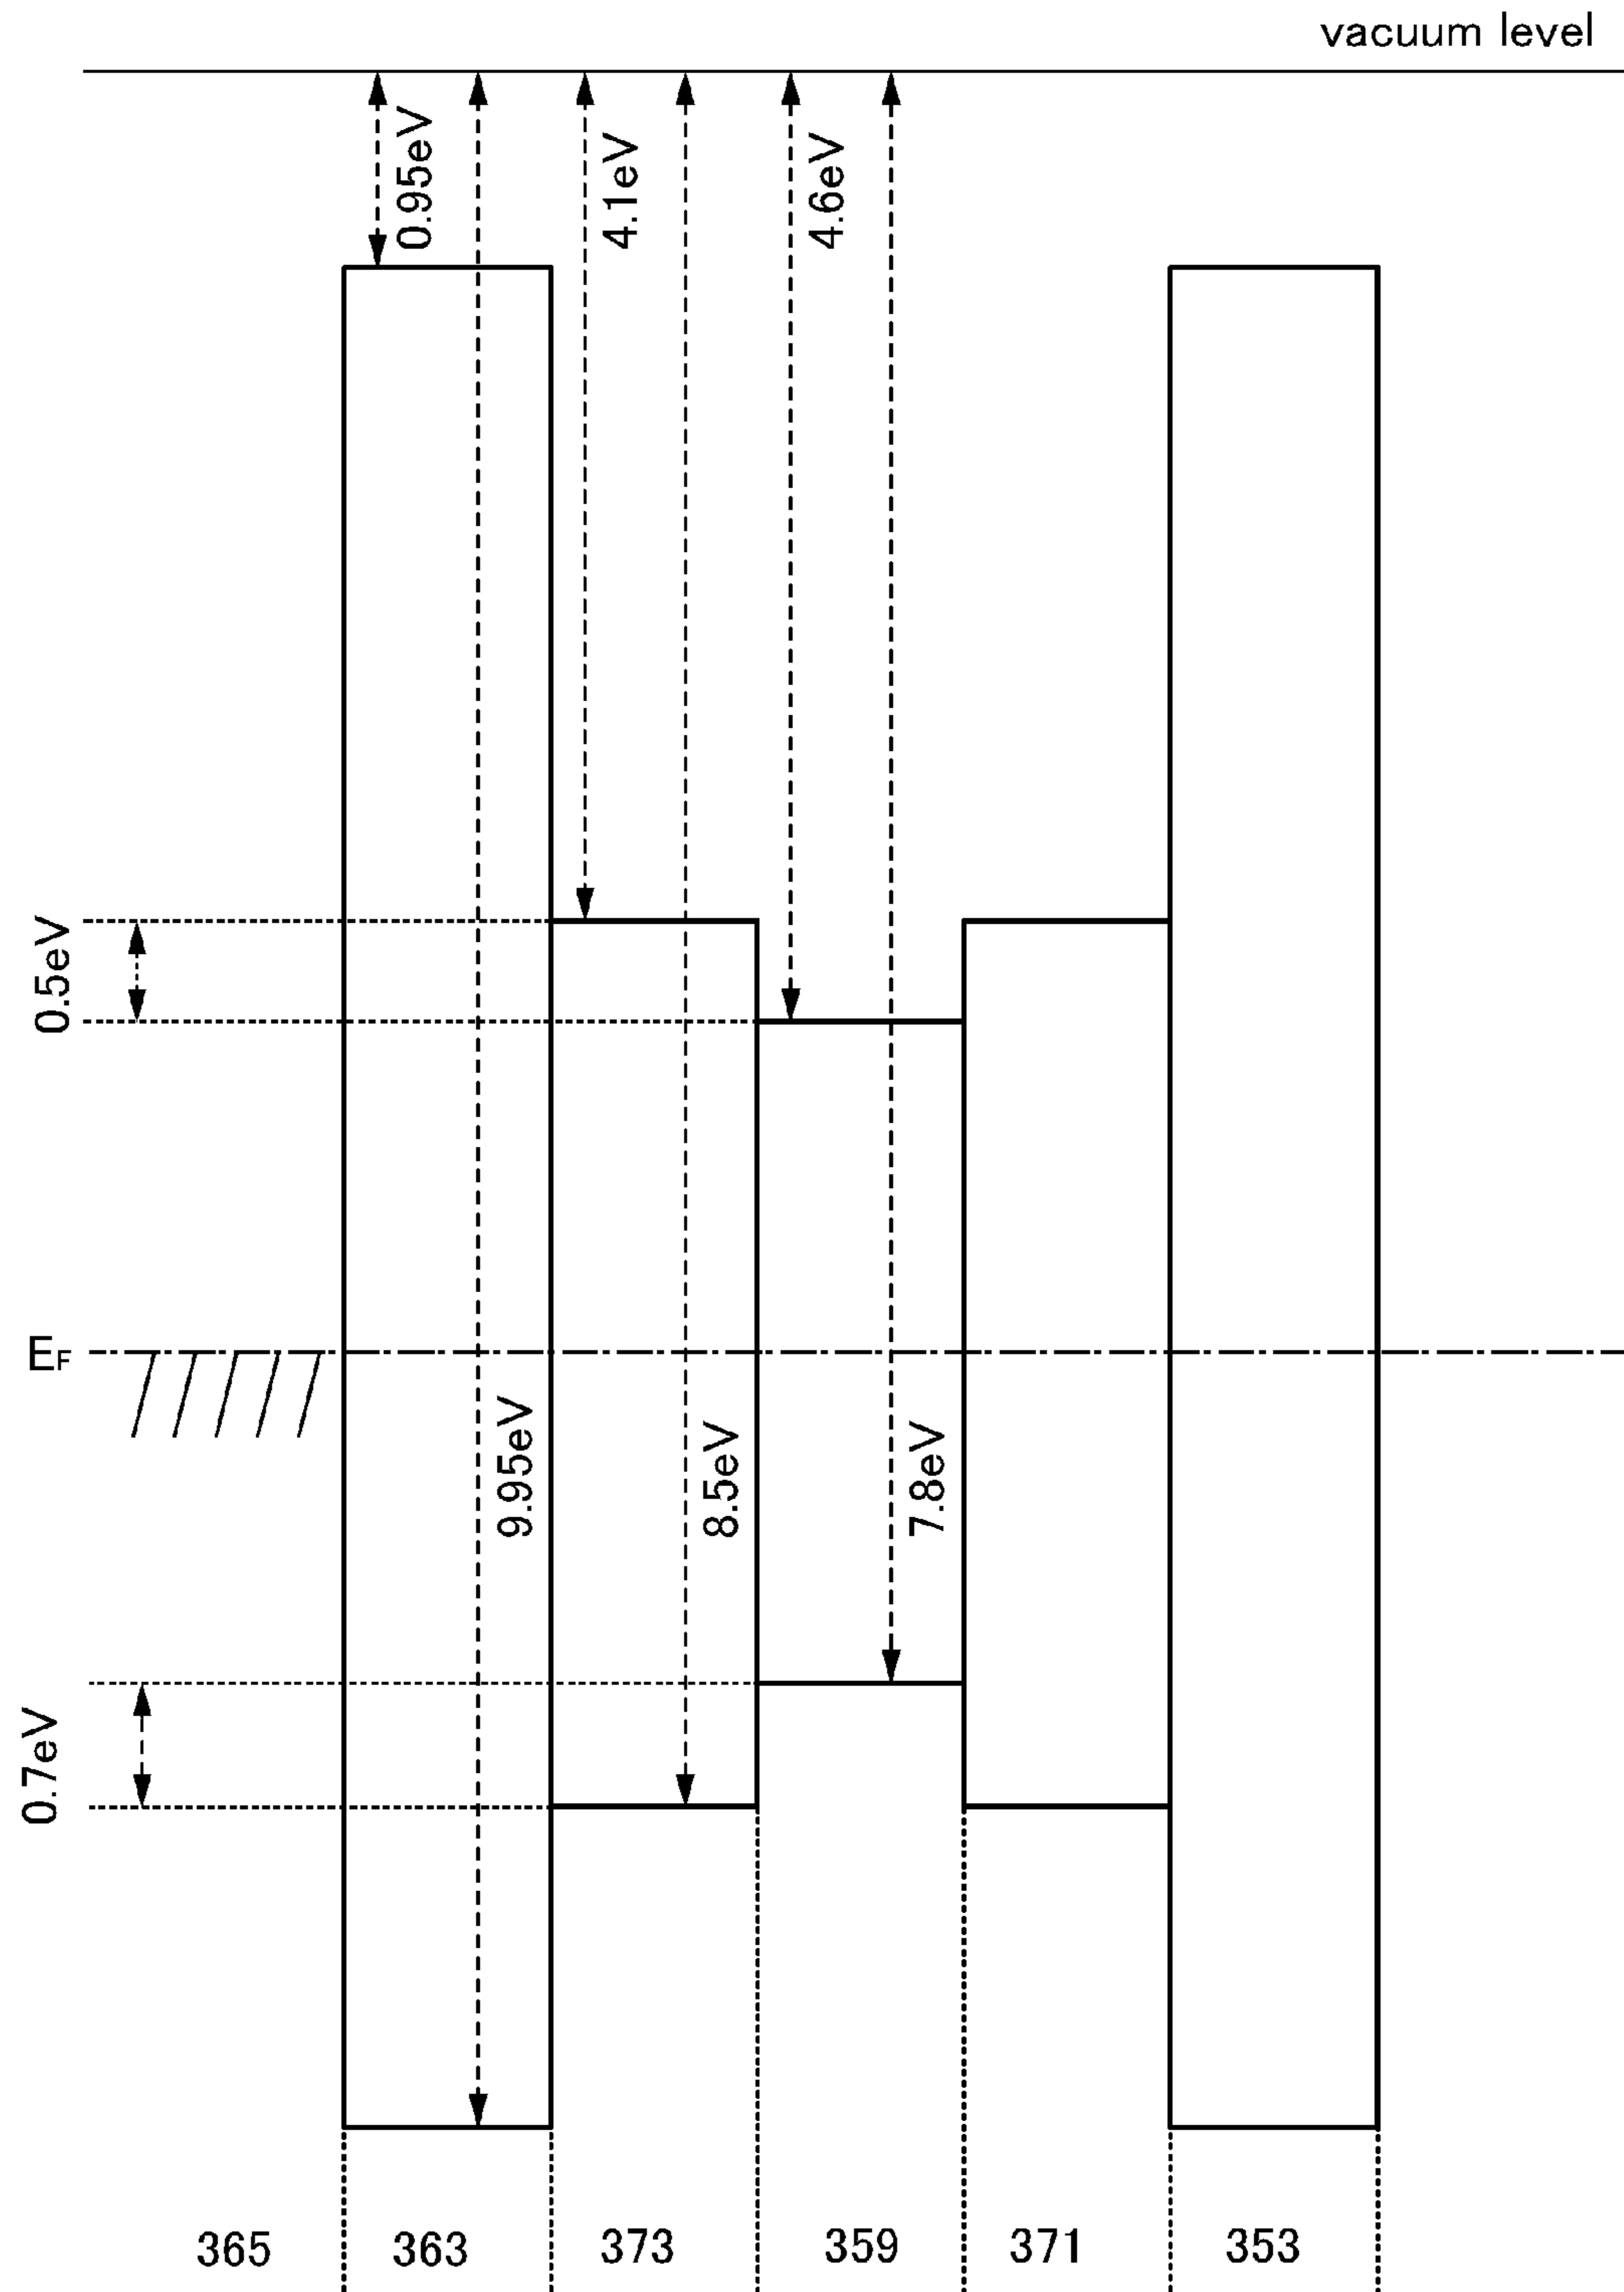 vacuum level
0.95eV
4.1eV
4.6eV
0.5eV
EF
9.95eV
8.5eV
7.8eV
0.7eV
365 363 373 359 371 353